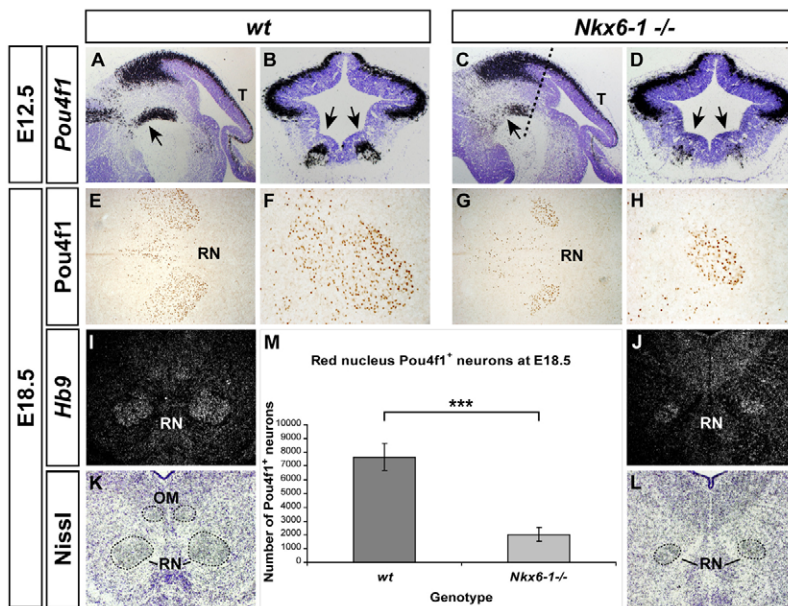 wt
Nkx6-1 -/-
E12.5
Pou4f1
A
B
C
D
T
T
E18.5
Pou4f1
E
F
G
H
RN
RN
Hb9
I
M
J
Red nucleus Pou4f1+ neurons at E18.5
***
RN
RN
Number of Pou4f1+ neurons
10000
9000
8000
7000
6000
5000
4000
3000
2000
1000
0
wt
Nkx6-1-/-
Genotype
Nissl
K
L
OM
RN
RN